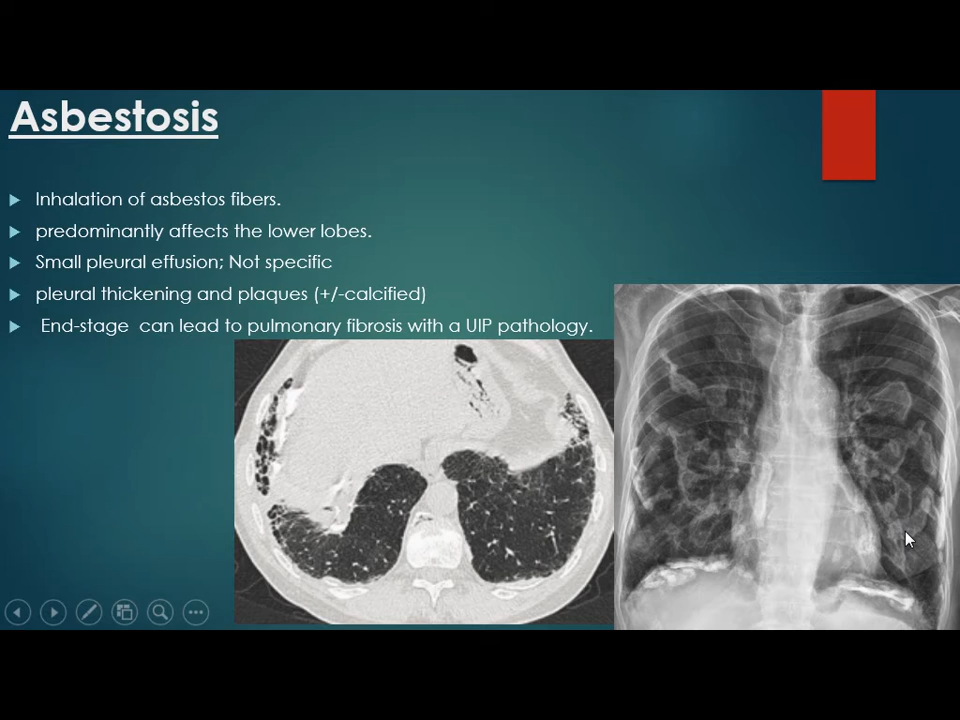 Asbestosis
Inhalation of asbestos fibers.
predominantly affects the lower lobes.
Small pleural effusion; Not specific
pleural thickening and plaques (+/-calcified)
End-stage can lead to pulmonary fibrosis with a UIP pathology.